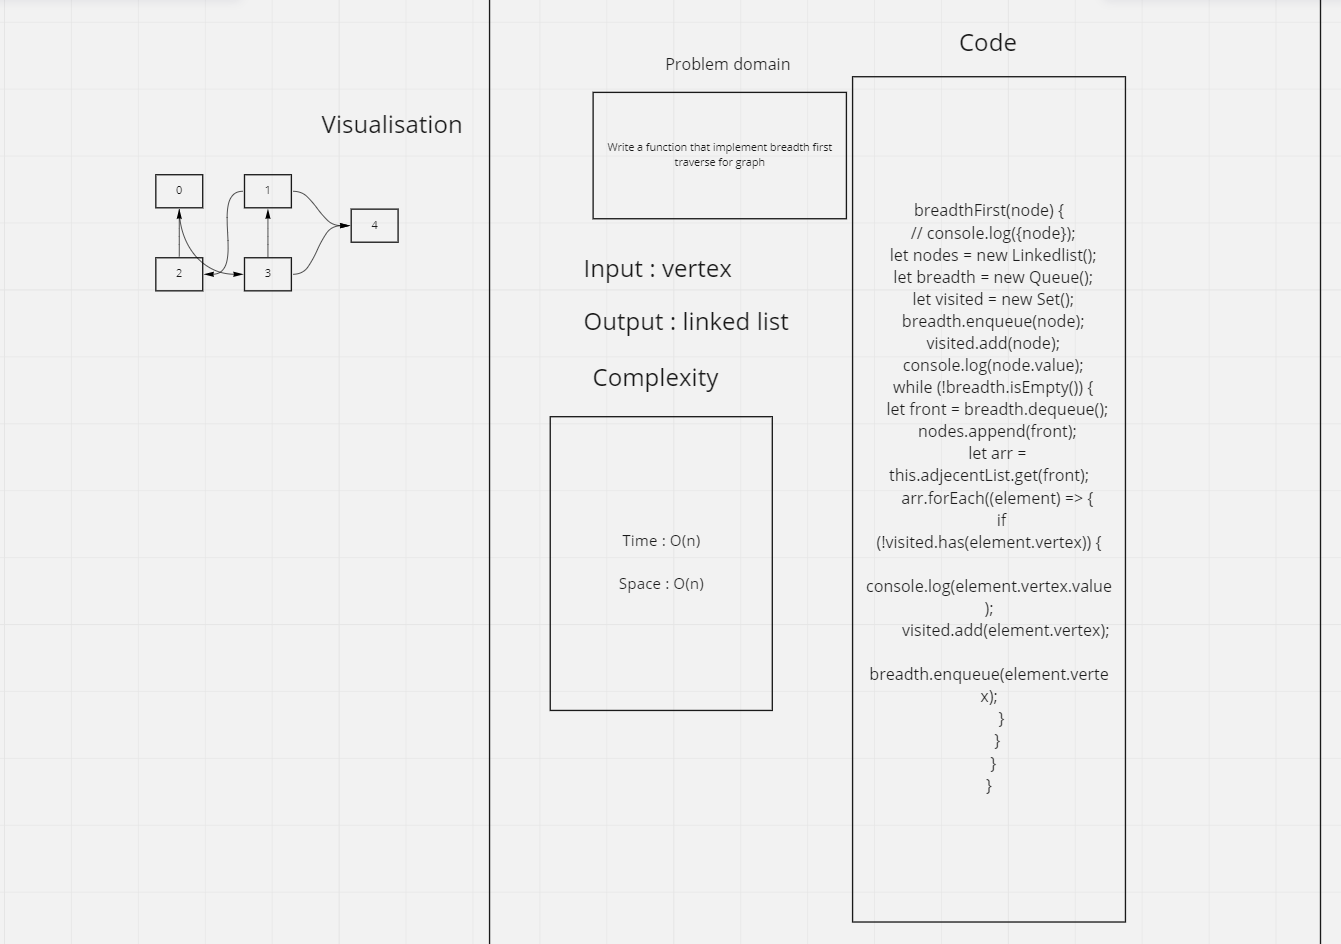 Visualisation
0
1
4
2
3
Problem domain
Write a function that implement breadth first
traverse for graph
Input : vertex
Output : linked list
Complexity
Time : O(n)
Space : O(n)
Code
breadthFirst(node) {
// console.log({node});
let nodes = new Linkedlist();
let breadth = new Queue();
let visited = new Set();
breadth.enqueue(node);
visited.add(node);
console.log(node.value);
while (!breadth.isEmpty()) {
let front = breadth.dequeue();
nodes.append(front);
let arr =
this.adjecentList.get(front);
arr.forEach((element) => {
if
(!visited.has(element.vertex)) {
console.log(element.vertex.value
);
visited.add(element.vertex);
breadth.enqueue(element.verte
x);
}
}
}
}